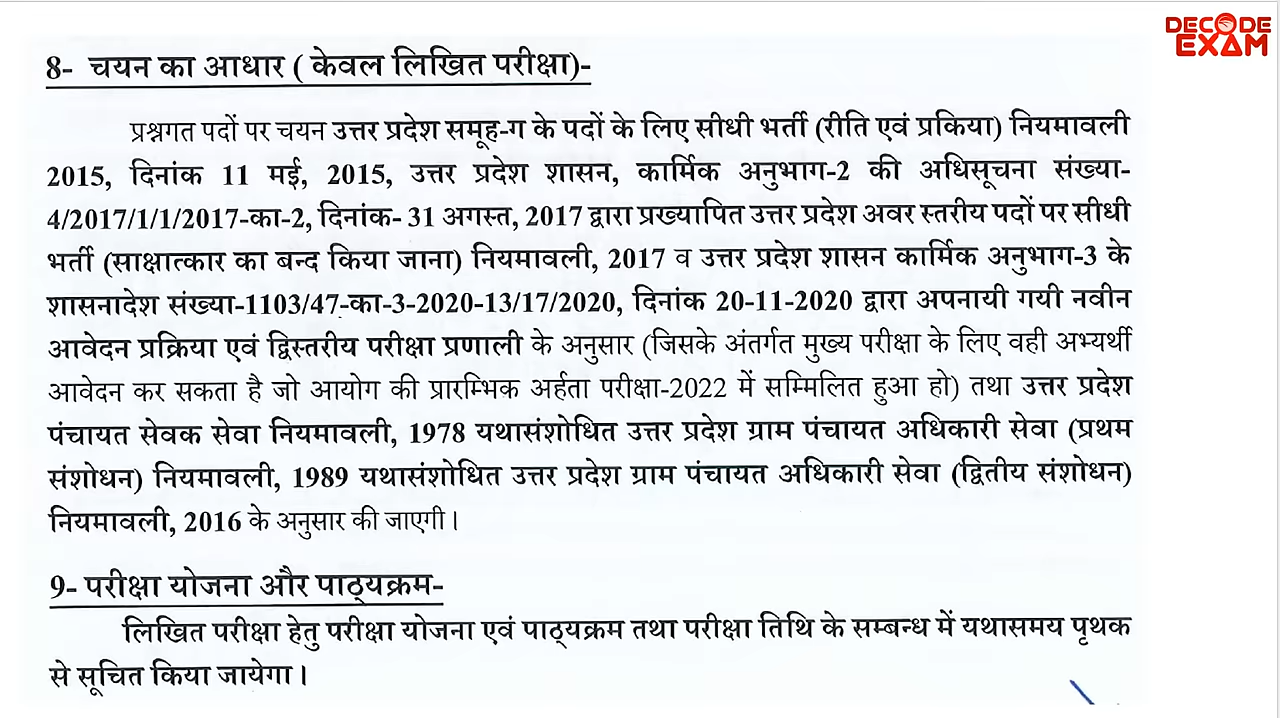 DECODE
EXAM
8- चयन का आधार ( केवल लिखित परीक्षा)-
प्रश्नगत पदों पर चयन उत्तर प्रदेश समूह-ग के पदों के लिए सीधी भर्ती (रीति एवं प्रकिया) नियमावली
2015, दिनांक 11 मई, 2015, उत्तर प्रदेश शासन, कार्मिक अनुभाग-2 की अधिसूचना संख्या-
4/2017/1/1/2017-का-2, दिनांक- 31 अगस्त, 2017 द्वारा प्रख्यापित उत्तर प्रदेश अवर स्तरीय पदों पर सीधी
भर्ती (साक्षात्कार का बन्द किया जाना) नियमावली, 2017 व उत्तर प्रदेश शासन कार्मिक अनुभाग-3 के
शासनादेश संख्या-1103/47-का-3-2020-13/17/2020, दिनांक 20-11-2020 द्वारा अपनायी गयी नवीन
आवेदन प्रक्रिया एवं द्विस्तरीय परीक्षा प्रणाली के अनुसार (जिसके अंतर्गत मुख्य परीक्षा के लिए वही अभ्यर्थी
आवेदन कर सकता है जो आयोग की प्रारम्भिक अर्हता परीक्षा-2022 में सम्मिलित हुआ हो) तथा उत्तर प्रदेश
पंचायत सेवक सेवा नियमावली, 1978 यथासंशोधित उत्तर प्रदेश ग्राम पंचायत अधिकारी सेवा (प्रथम
संशोधन) नियमावली, 1989 यथासंशोधित उत्तर प्रदेश ग्राम पंचायत अधिकारी सेवा (द्वितीय संशोधन)
नियमावली, 2016 के अनुसार की जाएगी।
9- परीक्षा योजना और पाठ्यक्रम-
लिखित परीक्षा हेतु परीक्षा योजना एवं पाठ्यक्रम तथा परीक्षा तिथि के सम्बन्ध में यथासमय पृथक
से सूचित किया जायेगा।